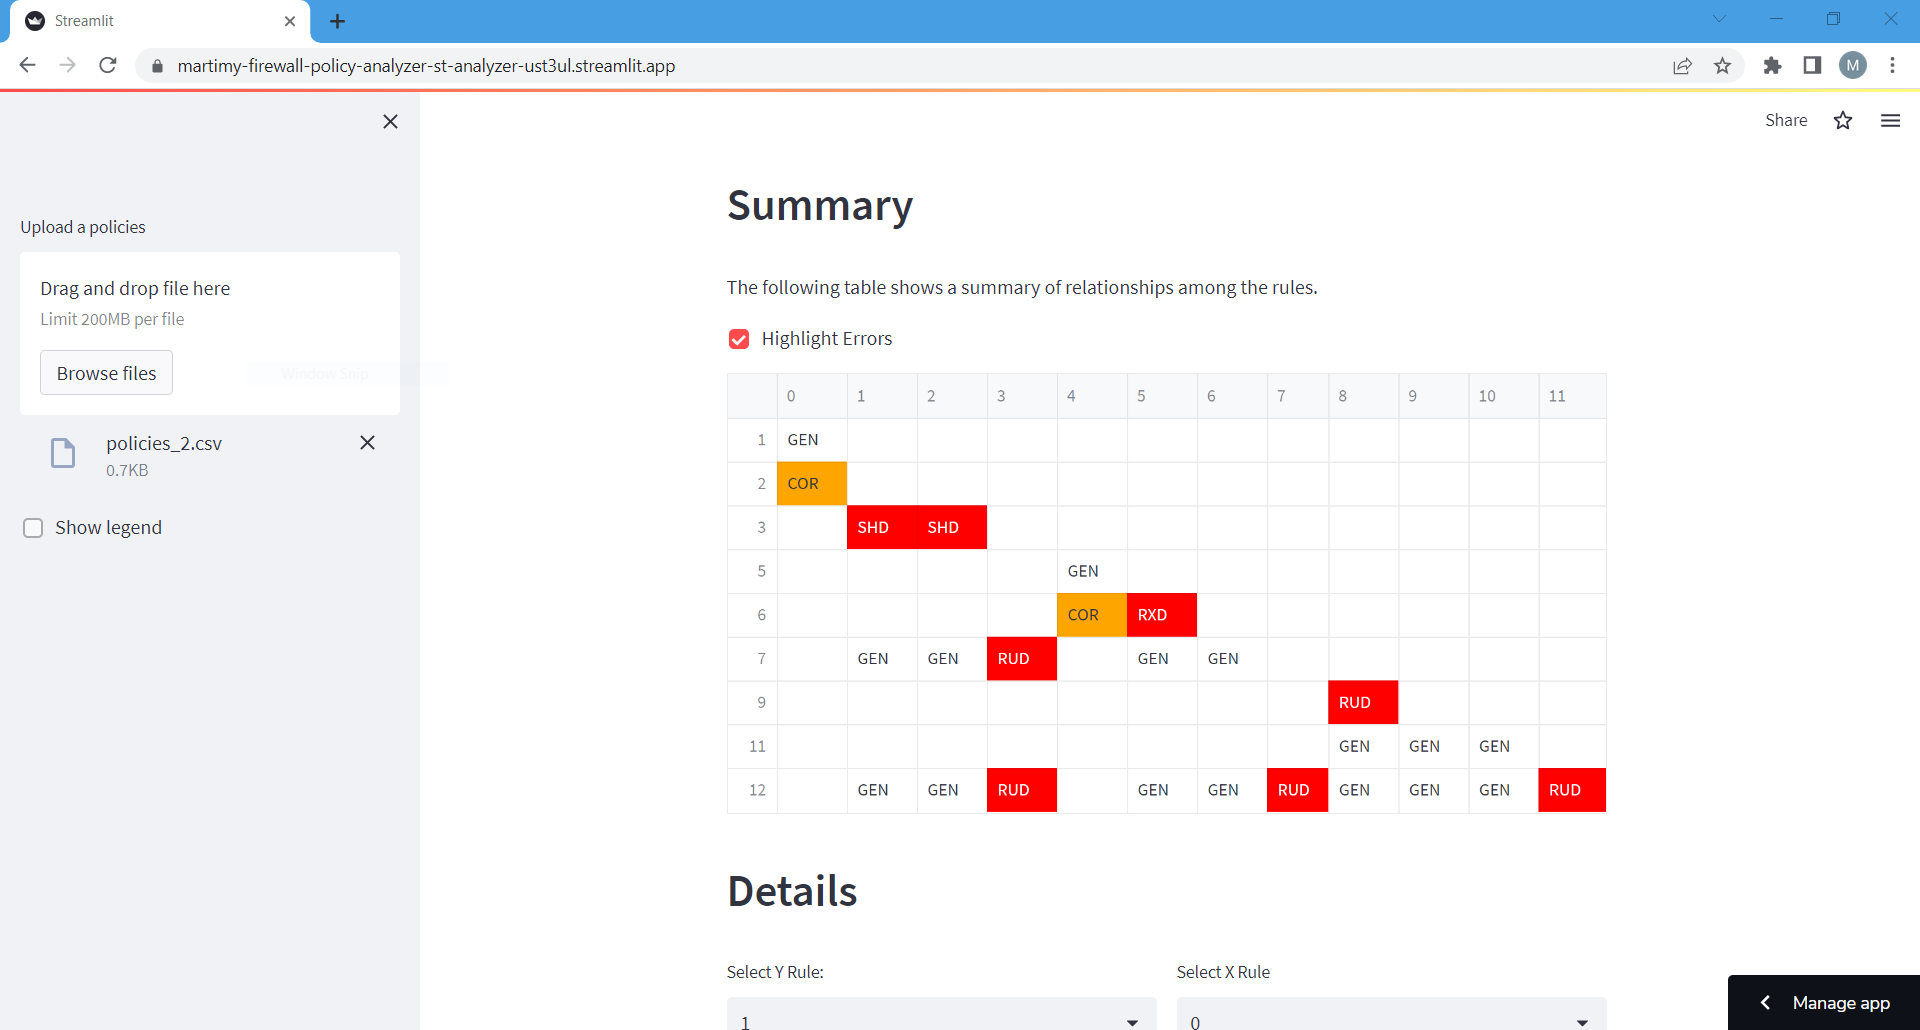 Streamlit
martimy-firewall-policy-analyzer-st-analyzer-ust3ul.streamlit.app
M
Share
Upload a policies
Drag and drop file here
Limit 200MB per file
Browse files
Window Snip
policies_2.csv
0.7KB
Show legend
Summary
The following table shows a summary of relationships among the rules.
Highlight Errors
0 1 2 3 4 5 6 7 8 9 10 11
1 GEN
2 COR
3 SHD SHD
5 GEN
6 COR RXD
7 GEN GEN RUD GEN GEN
9 RUD
11 GEN GEN GEN
12 GEN GEN RUD GEN GEN RUD GEN GEN GEN RUD
Details
Select Y Rule: Select X Rule
1 0
Manage app